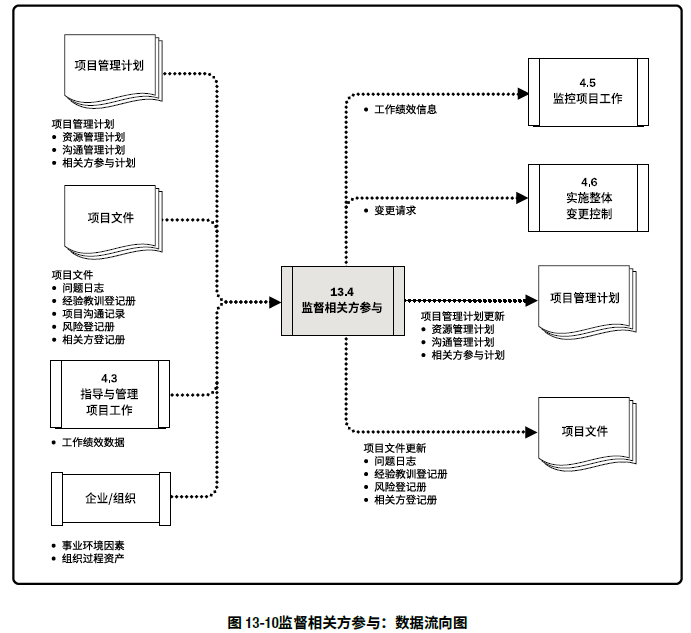 项目管理计划
项目管理计划
• 资源管理计划
• 沟通管理计划
• 相关方参与计划
项目文件
项目文件
• 问题日志
• 经验教训登记册
• 项目沟通记录
• 风险登记册
• 相关方登记册
4,3
指导与管理
项目工作
• 工作绩效数据
企业/组织
• 事业环境因素
• 组织过程资产
13.4
监督相关方参与
4.5
监控项目工作
• 工作绩效信息
4,6
实施整体
变更控制
• 变更请求
项目管理计划
项目管理计划更新
• 资源管理计划
• 沟通管理计划
• 相关方参与计划
项目文件
项目文件更新
• 问题日志
• 经验教训登记册
• 风险登记册
• 相关方登记册
图 13-10监督相关方参与：数据流向图